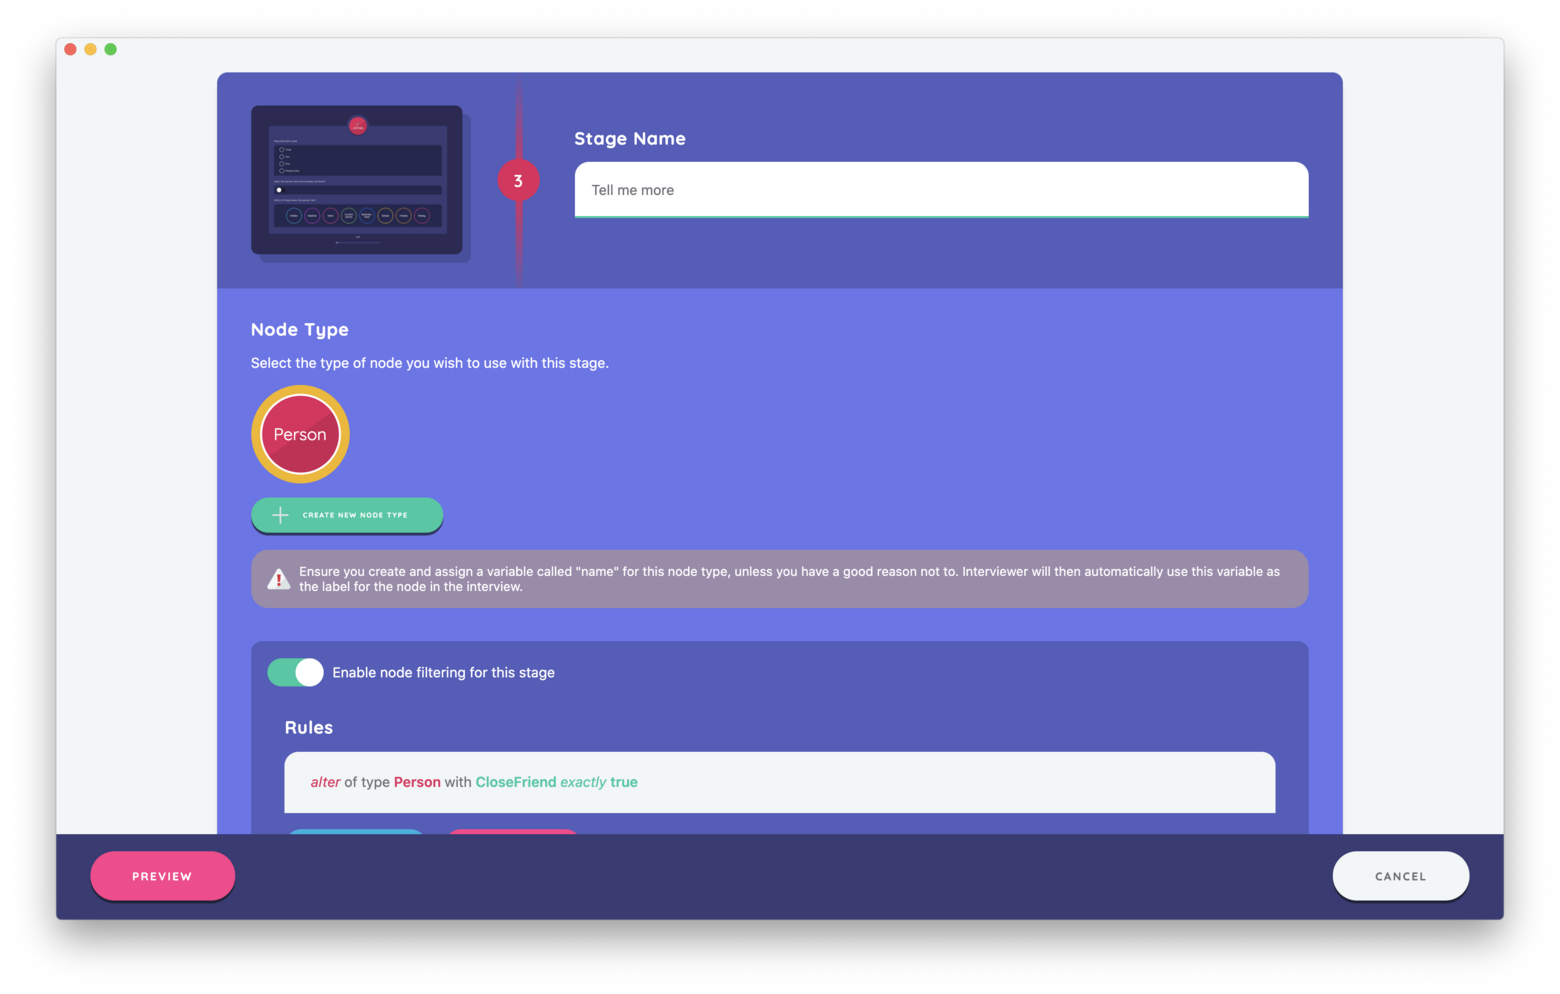 3
Stage Name
Tell me more
Node Type
Select the type of node you wish to use with this stage.
Person
CREATE NEW NODE TYPE
Ensure you create and assign a variable called "name" for this node type, unless you have a good reason not to. Interviewer will then automatically use this variable as
the label for the node in the interview.
Enable node filtering for this stage
Rules
alter of type Person with CloseFriend exactly true
PREVIEW
CANCEL